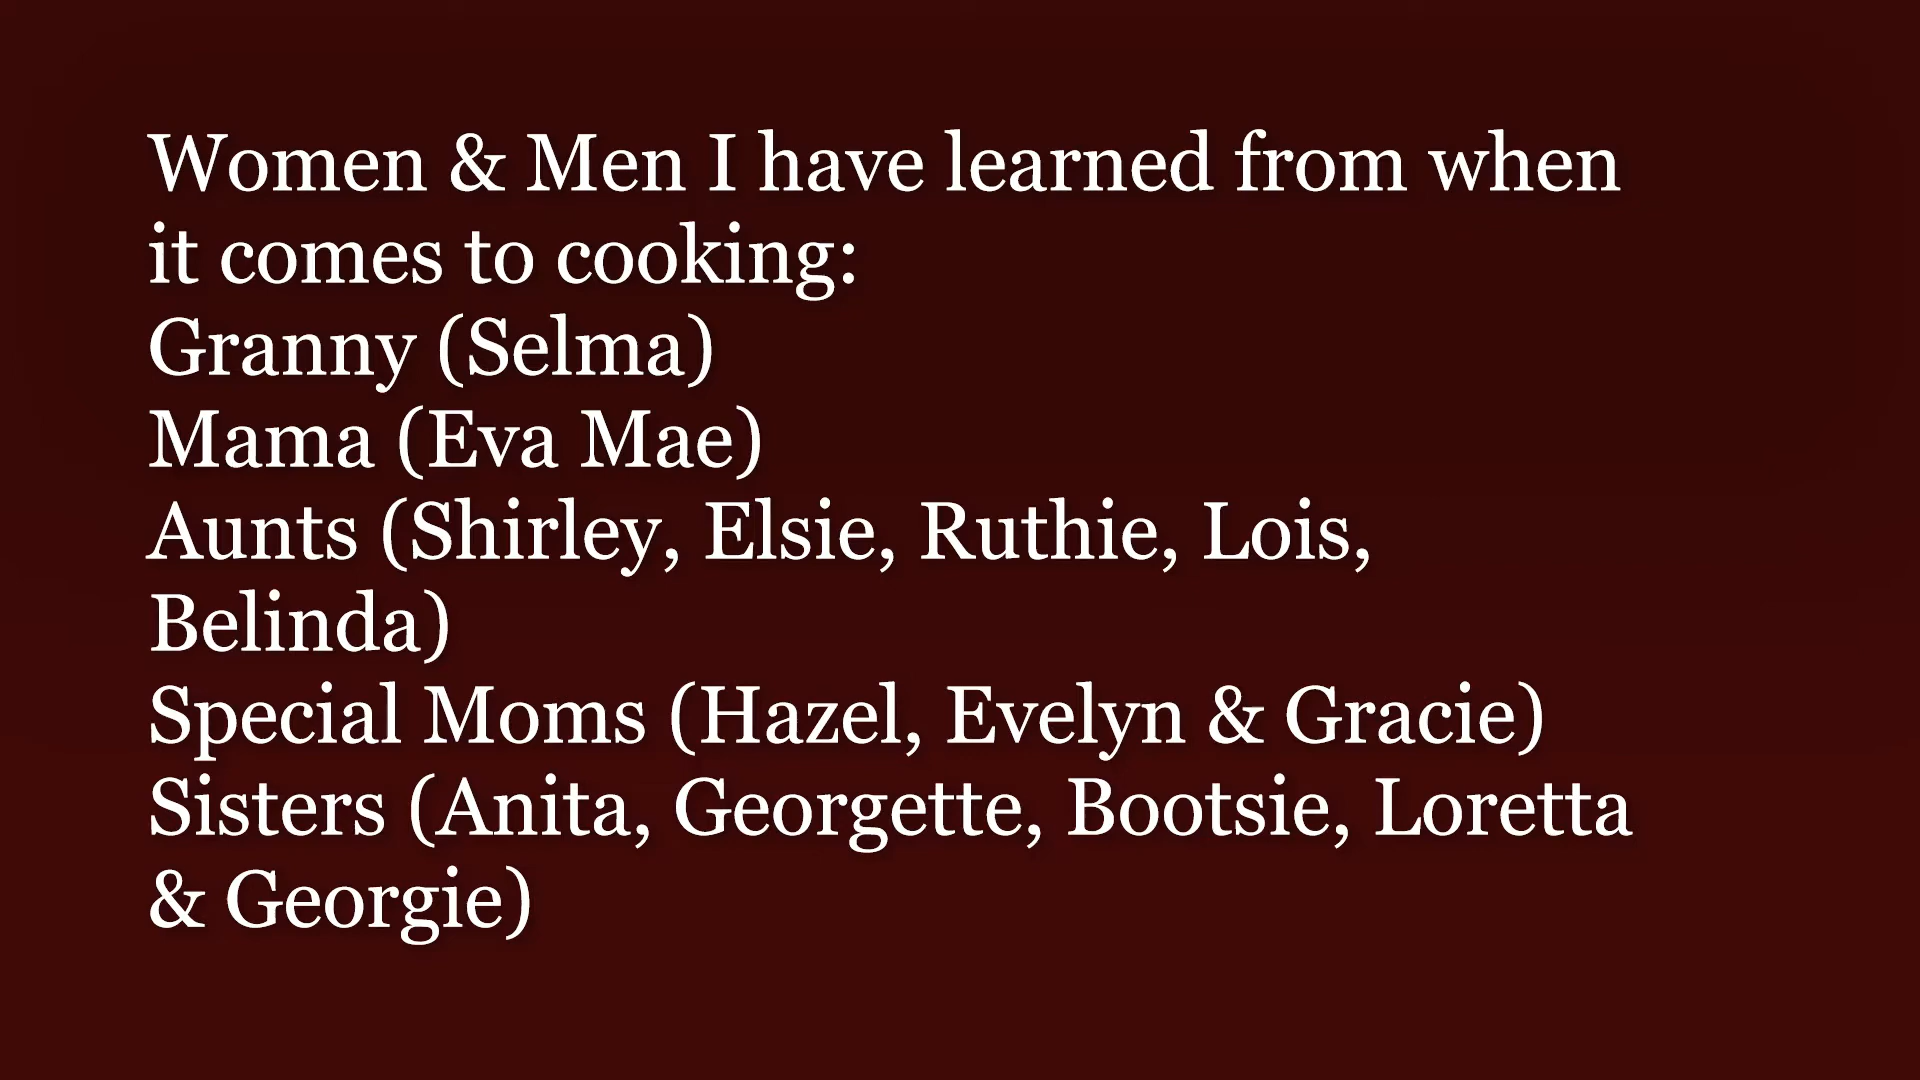 Women & Men I have learned from when
it comes to cooking:
Granny (Selma)
Mama (Eva Mae)
Aunts (Shirley, Elsie, Ruthie, Lois,
Belinda)
Special Moms (Hazel, Evelyn & Gracie)
Sisters (Anita, Georgette, Bootsie, Loretta
& Georgie)